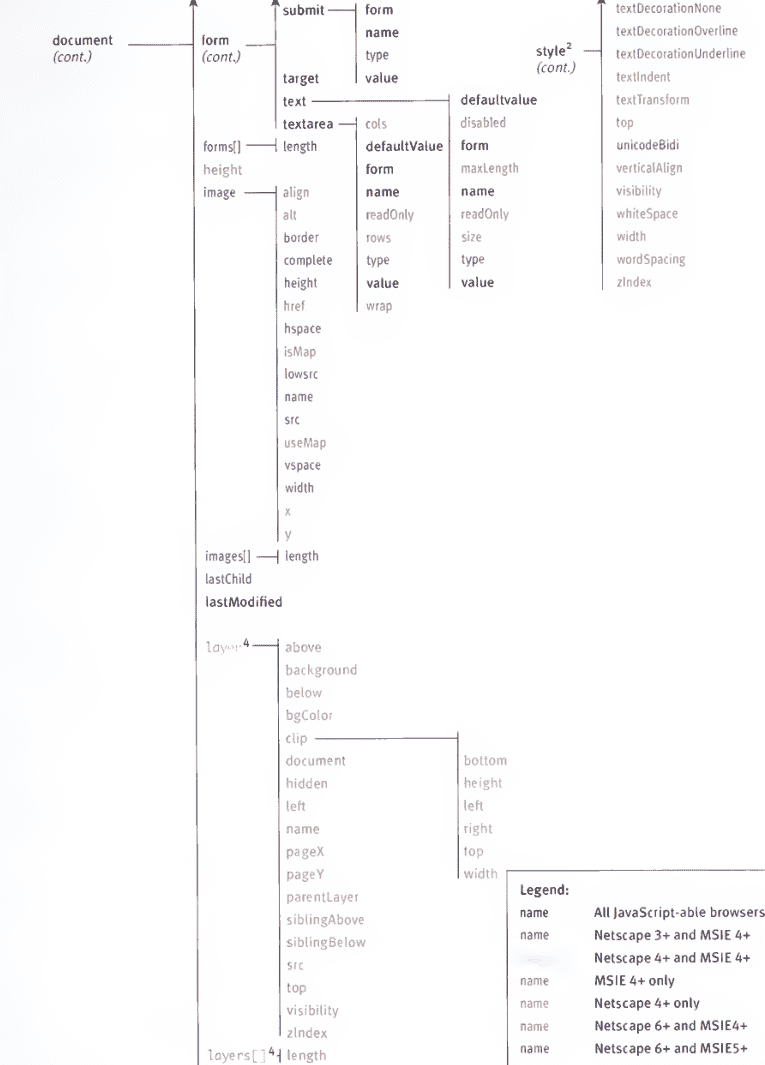 document
(cont.)
form
(cont.)
submit
form
name
type
value
target
text
defaultvalue
disabled
form
maxLength
name
readOnly
size
type
value
textarea
cols
defaultValue
form
name
readOnly
rows
type
value
wrap
forms[]
length
height
image
align
alt
border
complete
height
href
hspace
isMap
lowsrc
name
src
useMap
vspace
width
x
y
images[]
length
lastChild
lastModified
layer4
above
background
below
bgColor
clip
bottom
height
left
right
top
width
document
hidden
left
name
pageX
pageY
parentLayer
siblingAbove
siblingBelow
src
top
visibility
zIndex
layers[]4
length
style2
(cont.)
textDecorationNone
textDecorationOverline
textDecorationUnderline
textIndent
textTransform
top
unicodeBidi
verticalAlign
visibility
whiteSpace
width
wordSpacing
zIndex
Legend:
name All JavaScript-able browsers
name Netscape 3+ and MSIE 4+
Netscape 4+ and MSIE 4+
name MSIE 4+ only
name Netscape 4+ only
name Netscape 6+ and MSIE4+
name Netscape 6+ and MSIE5+